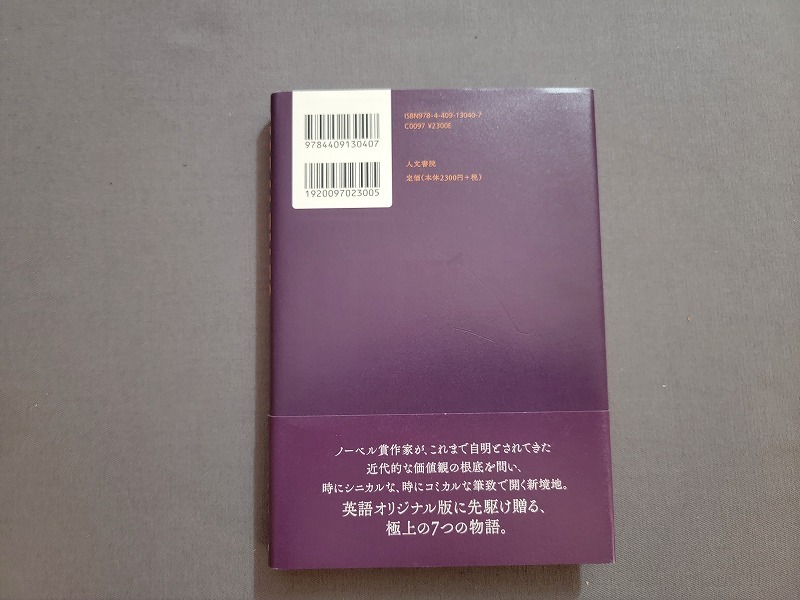 ISBN978-4-409-13040-7
C0097 ¥2300E
9784409130407
人文書院
定価(本体2300円+税)
1920097023005
ノーベル賞作家が、これまで自明とされてきた
近代的な価値観の根底を問い、
時にシニカルな、時にコミカルな筆致で開く新境地。
英語オリジナル版に先駆け贈る、
極上の7つの物語。